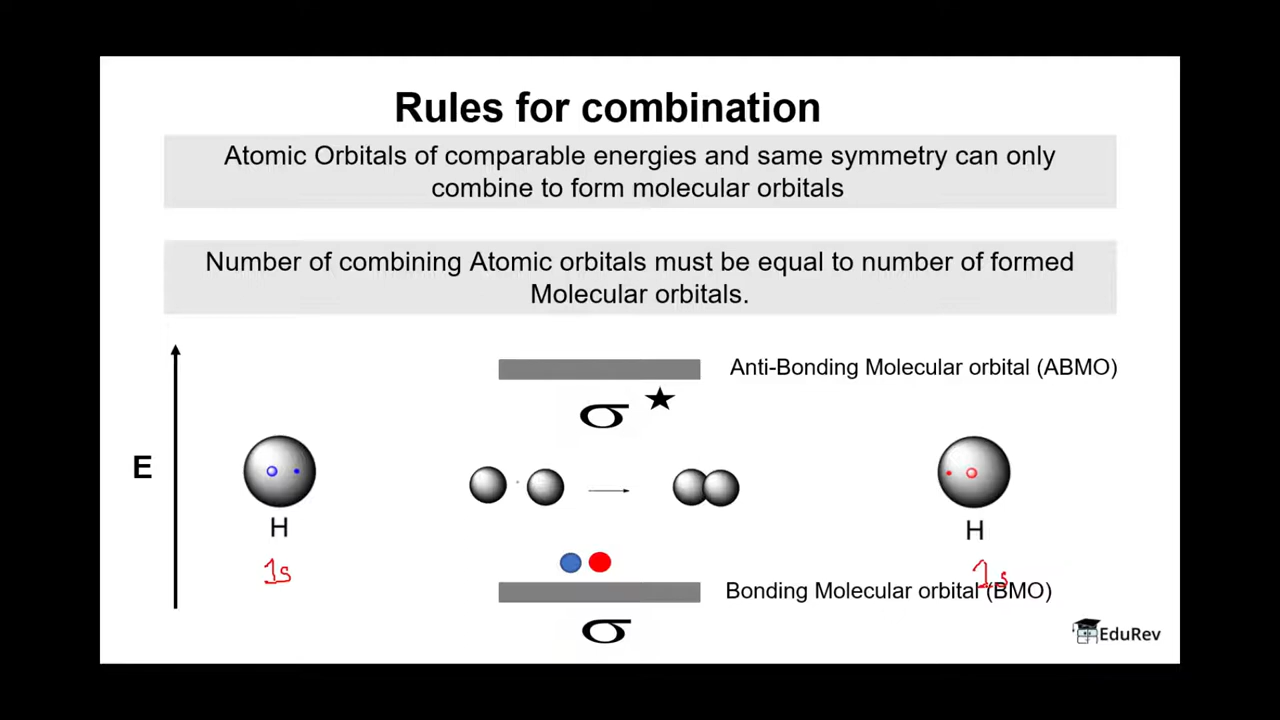 Rules for combination
Atomic Orbitals of comparable energies and same symmetry can only
combine to form molecular orbitals
Number of combining Atomic orbitals must be equal to number of formed
Molecular orbitals.
Anti-Bonding Molecular orbital (ABMO)
σ ★
E
H
H
1s
1s
Bonding Molecular orbital (BMO)
σ
EduRev